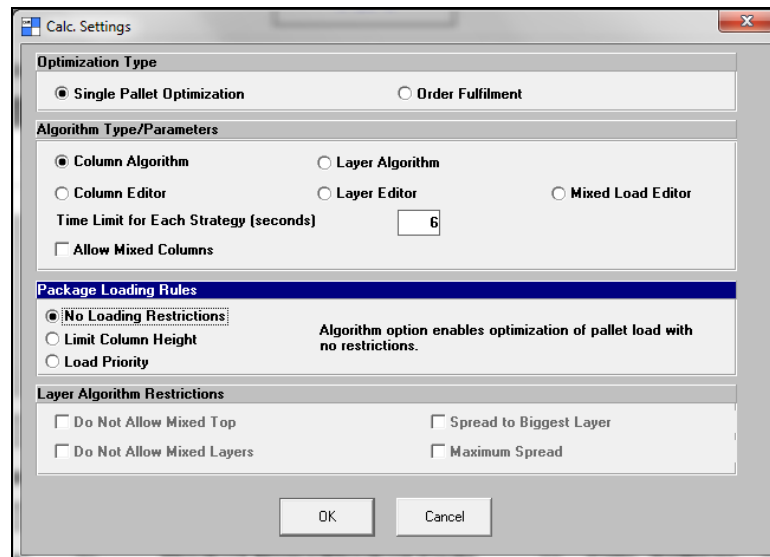 Calc. Settings
Optimization Type
Single Pallet Optimization
Order Fulfilment
Algorithm Type/Parameters
Column Algorithm
Layer Algorithm
Column Editor
Layer Editor
Mixed Load Editor
Time Limit for Each Strategy (seconds)
6
Allow Mixed Columns
Package Loading Rules
No Loading Restrictions
Limit Column Height
Load Priority
Algorithm option enables optimization of pallet load with
no restrictions.
Layer Algorithm Restrictions
Do Not Allow Mixed Top
Spread to Biggest Layer
Do Not Allow Mixed Layers
Maximum Spread
OK
Cancel